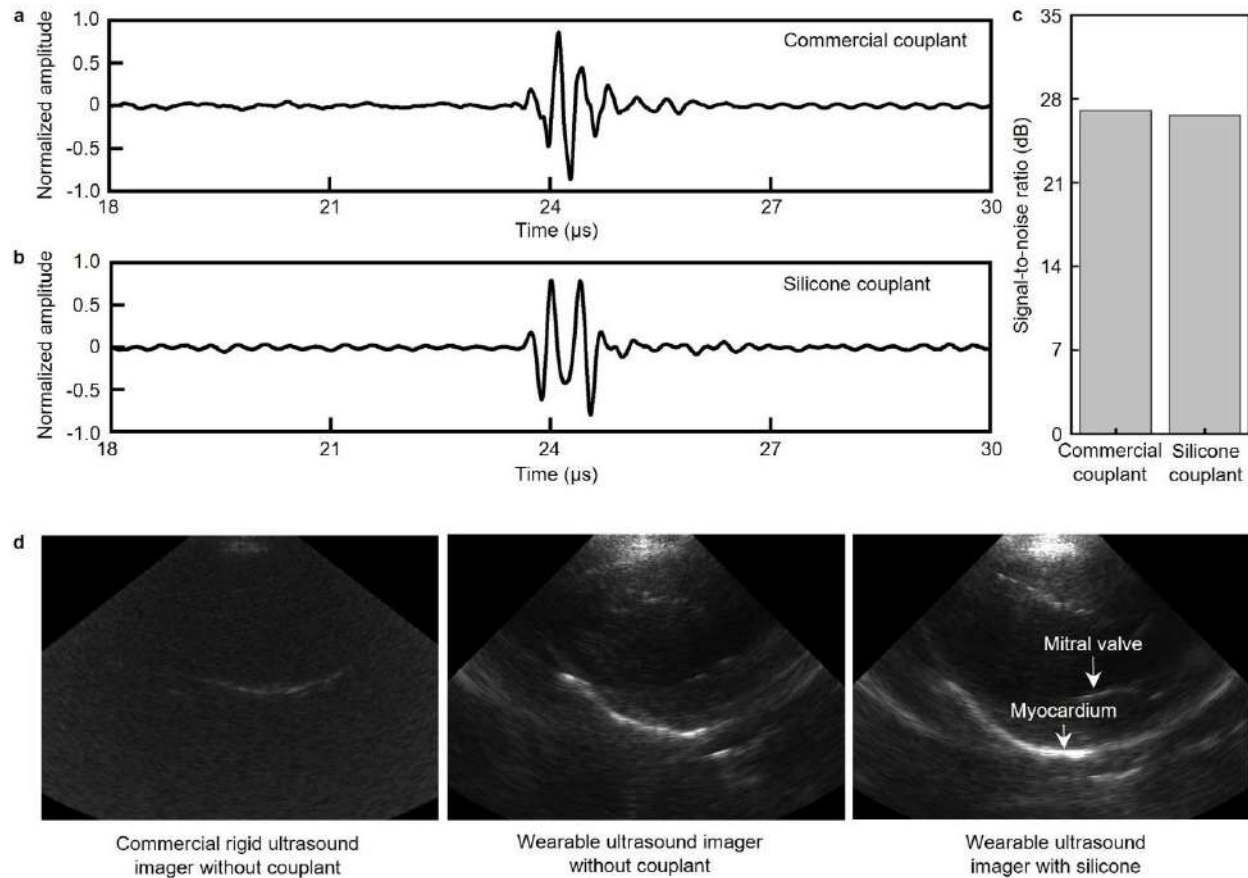 a
1.0
0.5
0
-0.5
-1.0
Normalized amplitude
Commercial couplant
18
21
24
27
30
Time (µs)
b
1.0
0.5
0
-0.5
-1.0
Normalized amplitude
Silicone couplant
18
21
24
27
30
Time (µs)
c
35
28
21
14
7
0
Signal-to-noise ratio (dB)
Commercial
couplant
Silicone
couplant
d
Mitral valve
Myocardium
Commercial rigid ultrasound
imager without couplant
Wearable ultrasound imager
without couplant
Wearable ultrasound
imager with silicone